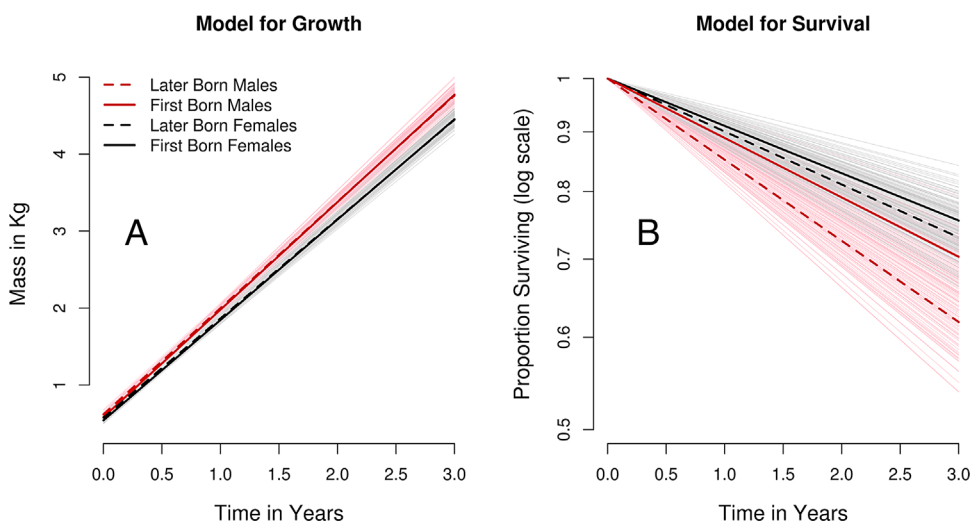 Model for Growth
Mass in Kg
5
4
3
2
1
Later Born Males
First Born Males
Later Born Females
First Born Females
A
0.0 0.5 1.0 1.5 2.0 2.5 3.0
Time in Years
Model for Survival
Proportion Surviving (log scale)
1
0.9
0.8
0.7
0.6
0.5
B
0.0 0.5 1.0 1.5 2.0 2.5 3.0
Time in Years